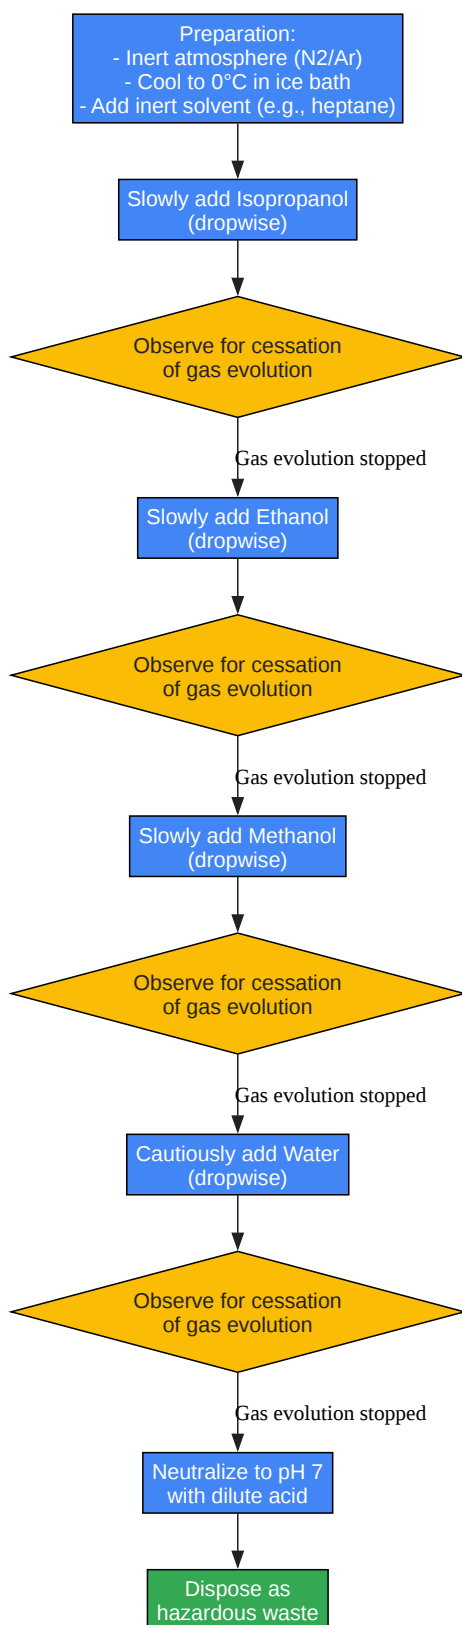 Preparation:
- Inert atmosphere (N2/Ar)
- Cool to 0°C in ice bath
- Add inert solvent (e.g., heptane)
Slowly add Isopropanol
(dropwise)
Observe for cessation
of gas evolution
Gas evolution stopped
Slowly add Ethanol
(dropwise)
Observe for cessation
of gas evolution
Gas evolution stopped
Slowly add Methanol
(dropwise)
Observe for cessation
of gas evolution
Gas evolution stopped
Cautiously add Water
(dropwise)
Observe for cessation
of gas evolution
Gas evolution stopped
Neutralize to pH 7
with dilute acid
Dispose as
hazardous waste